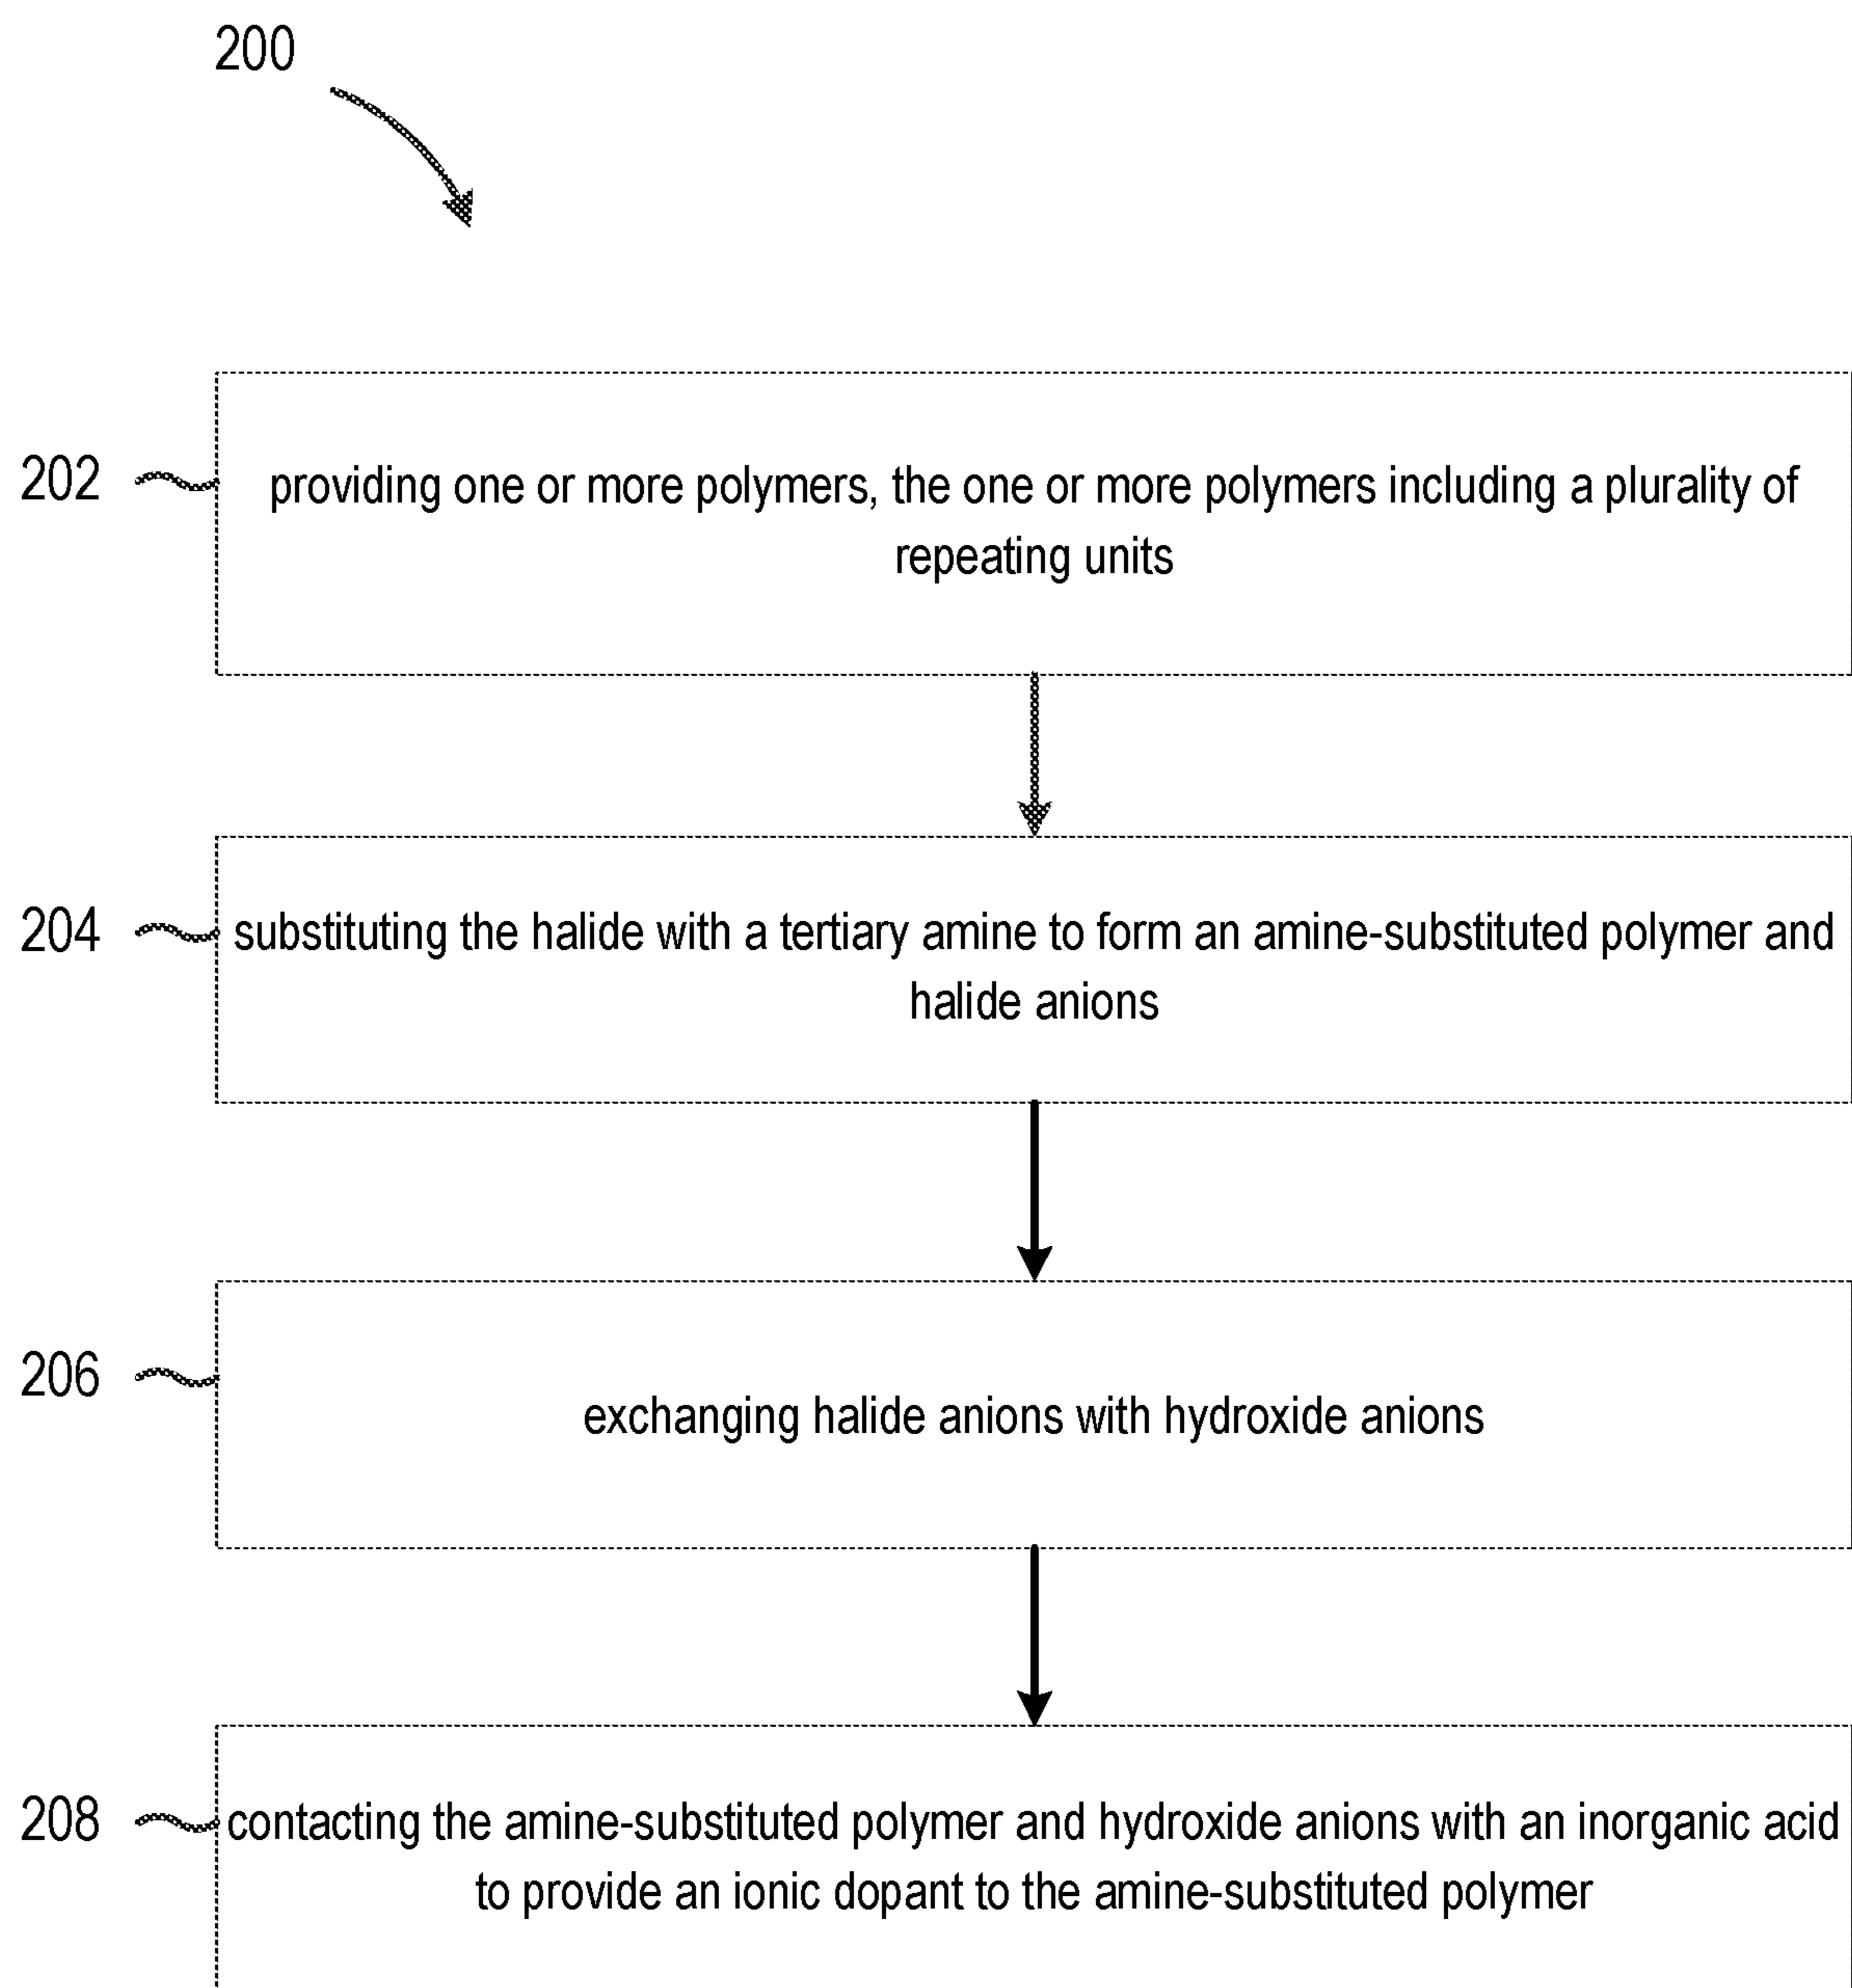 200
202
providing one or more polymers, the one or more polymers including a plurality of
repeating units
204
substituting the halide with a tertiary amine to form an amine-substituted polymer and
halide anions
206
exchanging halide anions with hydroxide anions
208
contacting the amine-substituted polymer and hydroxide anions with an inorganic acid
to provide an ionic dopant to the amine-substituted polymer